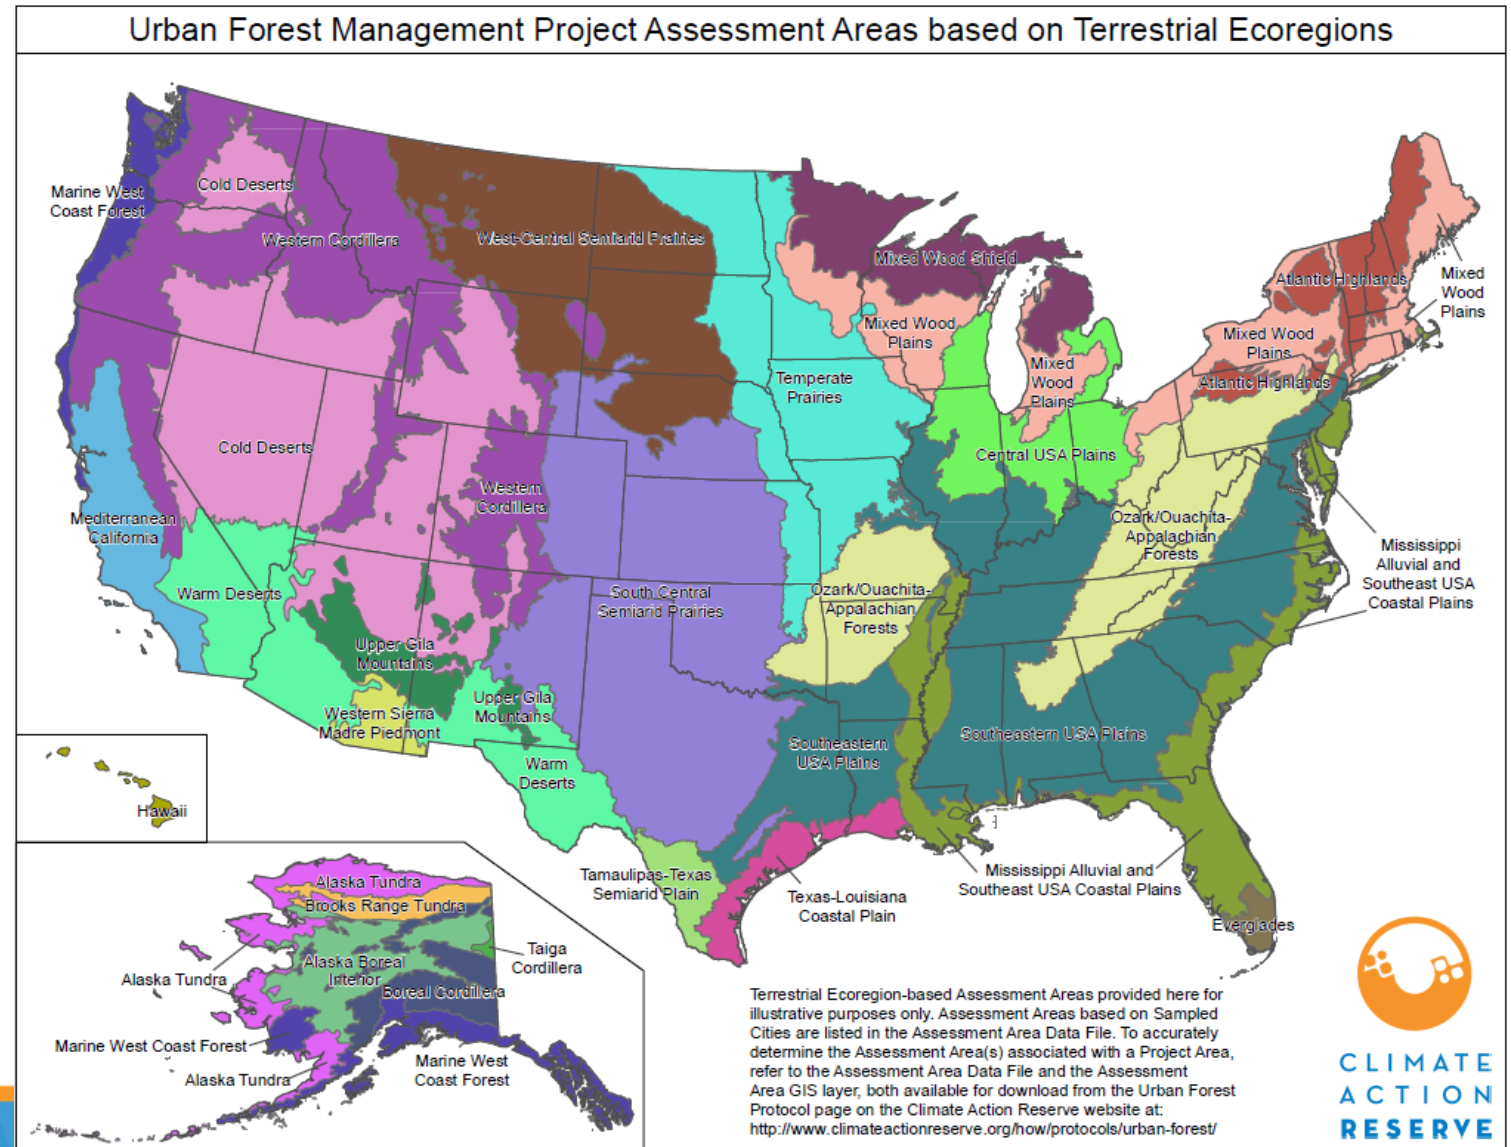 Urban Forest Management Project Assessment Areas based on Terrestrial Ecoregions
Marine West
Coast Forest
Cold Deserts
Western Cordillera
West-Central Semiarid Prairies
Mixed Wood Shield
Atlantic Highlands
Mixed
Wood
Plains
Mixed Wood
Plains
Mixed Wood
Plains
Mixed
Wood
Plains
Temperate
Prairies
Atlantic Highlands
Cold Deserts
Central USA Plains
Western
Cordillera
Mediterranean
California
Ozark/Ouachita-
Appalachian
Forests
Mississippi
Alluvial and
Southeast USA
Coastal Plains
Warm Deserts
South Central
Semiarid Prairies
Ozark/Ouachita-
Appalachian
Forests
Upper Gila
Mountains
Upper Gila
Mountains
Western Sierra
Madre Piedmont
Southeastern
USA Plains
Southeastern USA Plains
Warm
Deserts
Hawaii
Tamaulipas-Texas
Semiarid Plain
Texas-Louisiana
Coastal Plain
Mississippi Alluvial and
Southeast USA Coastal Plains
Everglades
Alaska Tundra
Brooks Range Tundra
Taiga
Cordillera
Alaska Tundra
Alaska Boreal
Interior
Boreal Cordillera
Marine West Coast Forest
Marine West
Coast Forest
Alaska Tundra
Terrestrial Ecoregion-based Assessment Areas provided here for
illustrative purposes only. Assessment Areas based on Sampled
Cities are listed in the Assessment Area Data File. To accurately
determine the Assessment Area(s) associated with a Project Area,
refer to the Assessment Area Data File and the Assessment
Area GIS layer, both available for download from the Urban Forest
Protocol page on the Climate Action Reserve website at:
http://www.climateactionreserve.org/how/protocols/urban-forest/
CLIMATE
ACTION
RESERVE